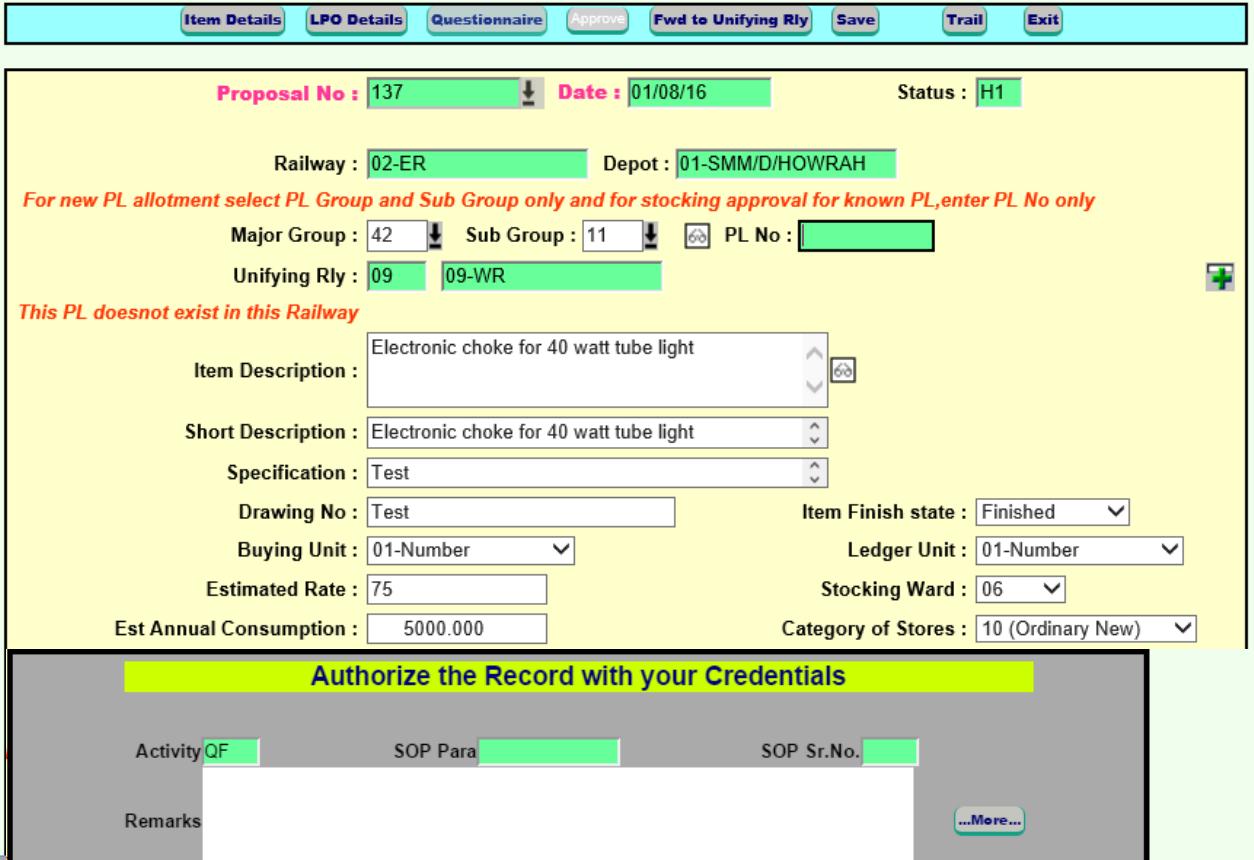 Item Details LPO Details Questionnaire Approve Fwd to Unifying Rly Save Trail Exit
Proposal No : 137 Date : 01/08/16 Status : H1
Railway : 02-ER Depot : 01-SMM/D/HOWRAH
For new PL allotment select PL Group and Sub Group only and for stocking approval for known PL,enter PL No only
Major Group : 42 Sub Group : 11 PL No :
Unifying Rly : 09 09-WR
This PL doesnot exist in this Railway
Item Description : Electronic choke for 40 watt tube light
Short Description : Electronic choke for 40 watt tube light
Specification : Test
Drawing No : Test Item Finish state : Finished
Buying Unit : 01-Number Ledger Unit : 01-Number
Estimated Rate : 75 Stocking Ward : 06
Est Annual Consumption : 5000.000 Category of Stores : 10 (Ordinary New)
Authorize the Record with your Credentials
Activity QF SOP Para SOP Sr.No.
Remarks ...More...